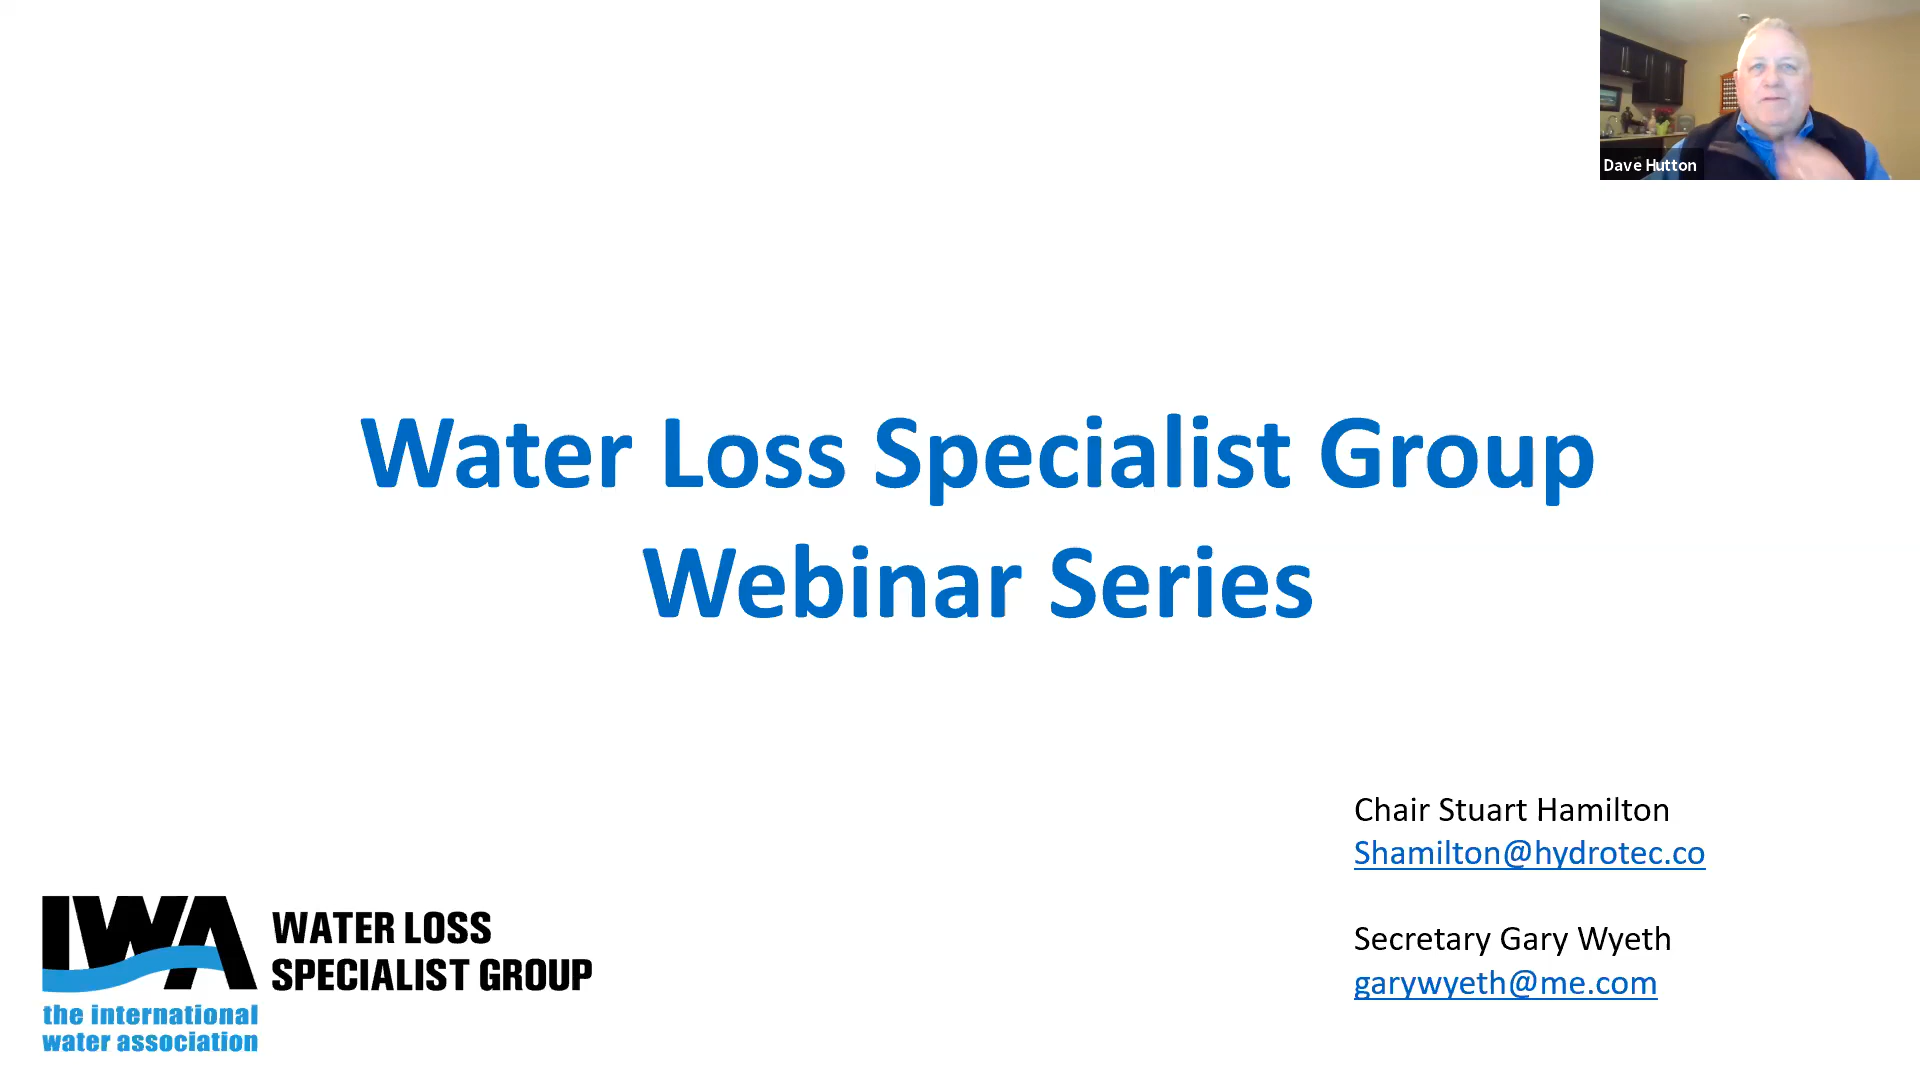 Dave Hutton
Water Loss Specialist Group
Webinar Series
Chair Stuart Hamilton
Shamilton@hydrotec.co
Secretary Gary Wyeth
garywyeth@me.com
IWA
the international
water association
WATER LOSS
SPECIALIST GROUP